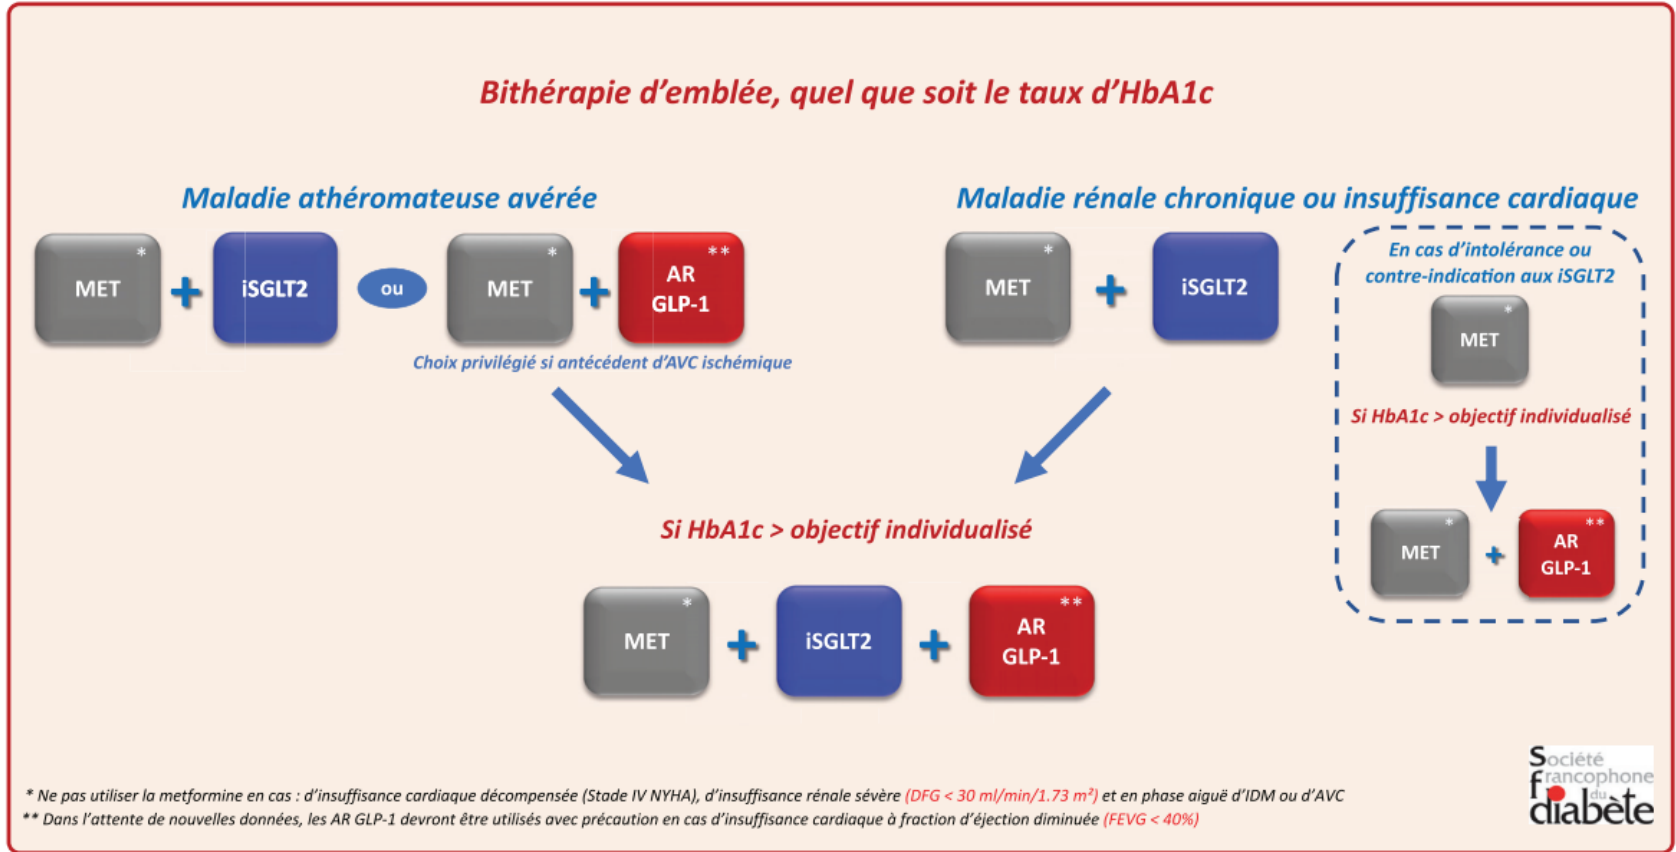 Bithérapie d'emblée, quel que soit le taux d'HbA1c
Maladie athéromateuse avérée
MET *
+
iSGLT2
ou
MET *
+
AR **
GLP-1
Choix privilégié si antécédent d'AVC ischémique
Maladie rénale chronique ou insuffisance cardiaque
MET *
+
iSGLT2
En cas d'intolérance ou
contre-indication aux iSGLT2
MET *
Si HbA1c > objectif individualisé
MET *
+
AR **
GLP-1
Si HbA1c > objectif individualisé
MET *
+
iSGLT2
+
AR **
GLP-1
* Ne pas utiliser la metformine en cas : d'insuffisance cardiaque décompensée (Stade IV NYHA), d'insuffisance rénale sévère (DFG < 30 ml/min/1.73 m²) et en phase aiguë d'IDM ou d'AVC
** Dans l'attente de nouvelles données, les AR GLP-1 devront être utilisés avec précaution en cas d'insuffisance cardiaque à fraction d'éjection diminuée (FEVG < 40%)
Société
francophone
du
diabète